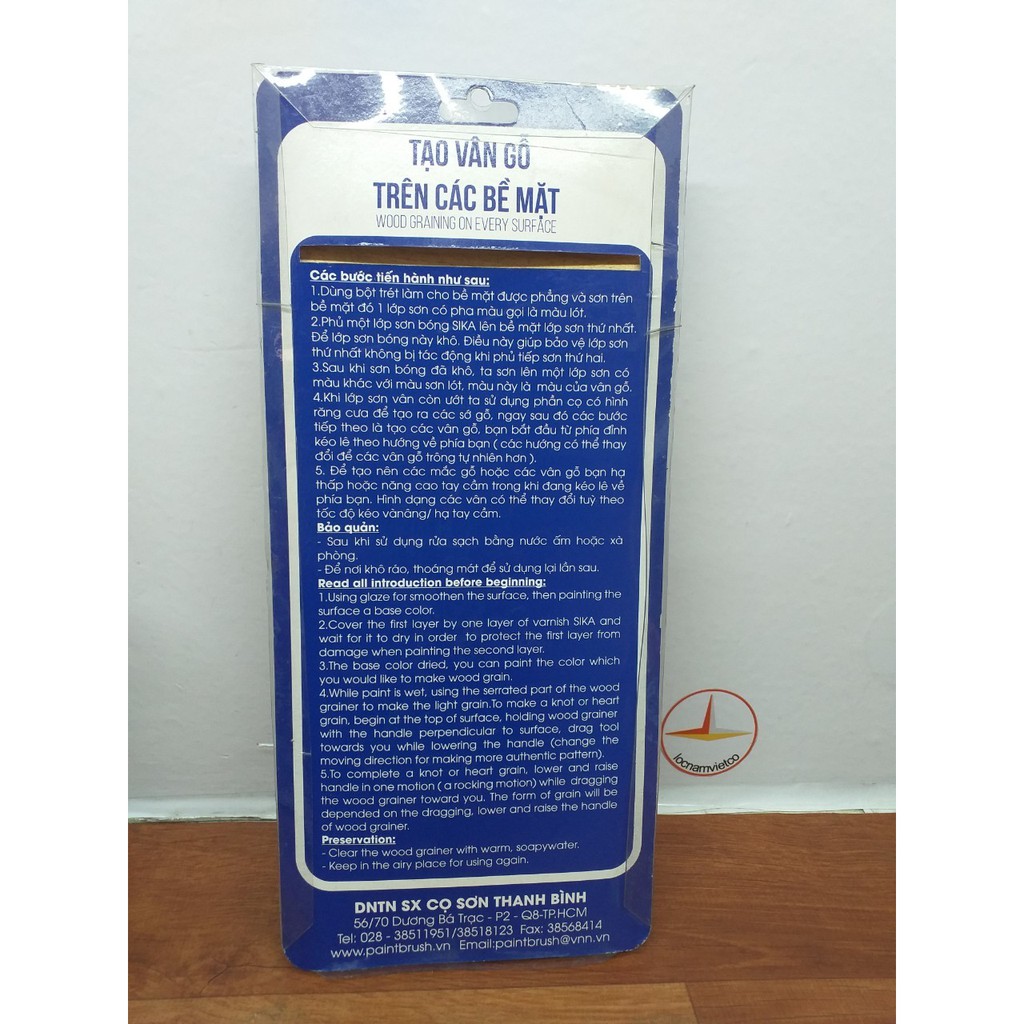 TẠO VÂN GỖ
TRÊN CÁC BỀ MẶT
WOOD GRAINING ON EVERY SURFACE
Các bước tiến hành như sau:
1.Dùng bột trét làm cho bề mặt được phẳng và sơn trên
bề mặt đó 1 lớp sơn có pha màu gọi là màu lót.
2.Phủ một lớp sơn bóng SIKA lên bề mặt lớp sơn thứ nhất.
Để lớp sơn bóng này khô. Điều này giúp bảo vệ lớp sơn
thứ nhất không bị tác động khi phủ tiếp sơn thứ hai.
3.Sau khi sơn bóng đã khô, ta sơn lên một lớp sơn có
màu khác với màu sơn lót, màu này là màu của vân gỗ.
4.Khi lớp sơn vân còn ướt ta sử dụng phần cọ có hình
răng cưa để tạo ra các sớ gỗ, ngay sau đó các bước
tiếp theo là tạo các vân gỗ, bạn bắt đầu từ phía đỉnh
kéo lê theo hướng về phía bạn ( các hướng có thể thay
đổi để các vân gỗ trông tự nhiên hơn ).
5. Để tạo nên các mắc gỗ hoặc các vân gỗ bạn hạ
thấp hoặc nâng cao tay cầm trong khi đang kéo lê về
phía bạn. Hình dạng các vân có thể thay đổi tuỳ theo
tốc độ kéo vànâng/ hạ tay cầm.
Bảo quản:
- Sau khi sử dụng rửa sạch bằng nước ấm hoặc xà
phòng.
- Để nơi khô ráo, thoáng mát để sử dụng lại lần sau.
Read all introduction before beginning:
1.Using glaze for smoothen the surface, then painting the
surface a base color.
2.Cover the first layer by one layer of varnish SIKA and
wait for it to dry in order to protect the first layer from
damage when painting the second layer.
3.The base color dried, you can paint the color which
you would like to make wood grain.
4.While paint is wet, using the serrated part of the wood
grainer to make the light grain.To make a knot or heart
grain, begin at the top of surface, holding wood grainer
with the handle perpendicular to surface, drag tool
towards you while lowering the handle (change the
moving direction for making more authentic pattern).
5.To complete a knot or heart grain, lower and raise
handle in one motion ( a rocking motion) while dragging
the wood grainer toward you. The form of grain will be
depended on the dragging, lower and raise the handle
of wood grainer.
Preservation:
- Clear the wood grainer with warm, soapywater.
- Keep in the airy place for using again.
DNTN SX CỌ SƠN THANH BÌNH
56/70 Dương Bá Trạc - P2 - Q8-TP.HCM
Tel: 028 - 38511951/38518123 Fax: 38568414
www.paintbrush.vn Email:paintbrush@vnn.vn
locnamvietco